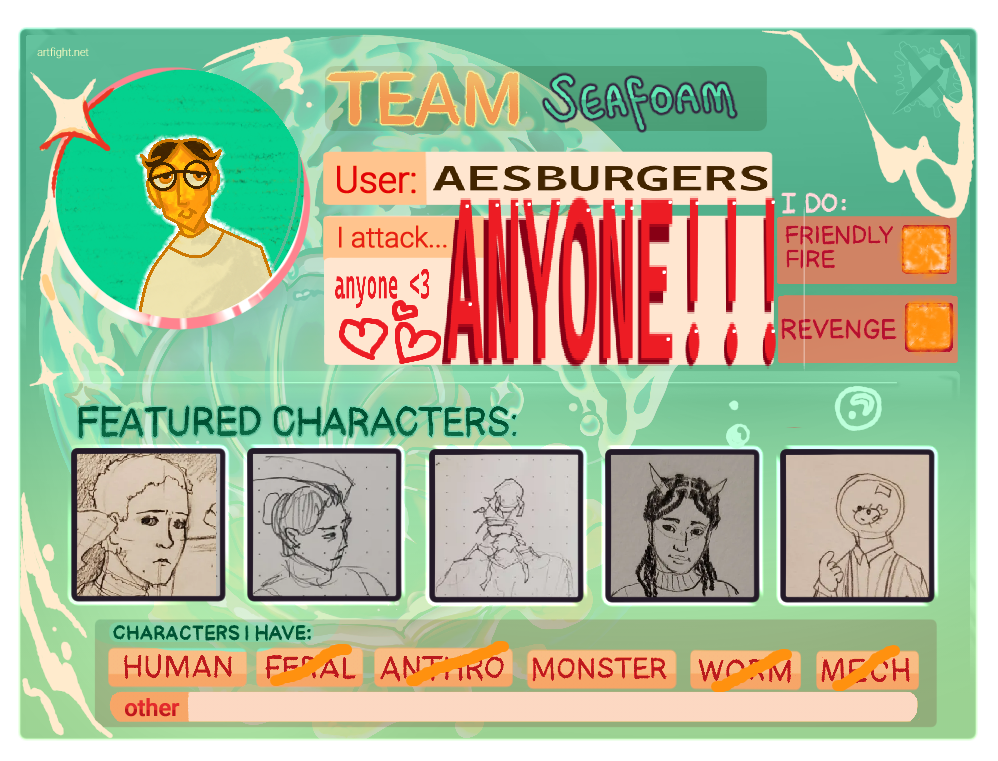 artfight.net
TEAM SEAFOAM
User: AESBURGERS
I attack...
anyone <3
ANYONE!!!
I DO:
FRIENDLY
FIRE
REVENGE
FEATURED CHARACTERS:
CHARACTERS I HAVE:
HUMAN FERAL ANTHRO MONSTER WORM MECH
other